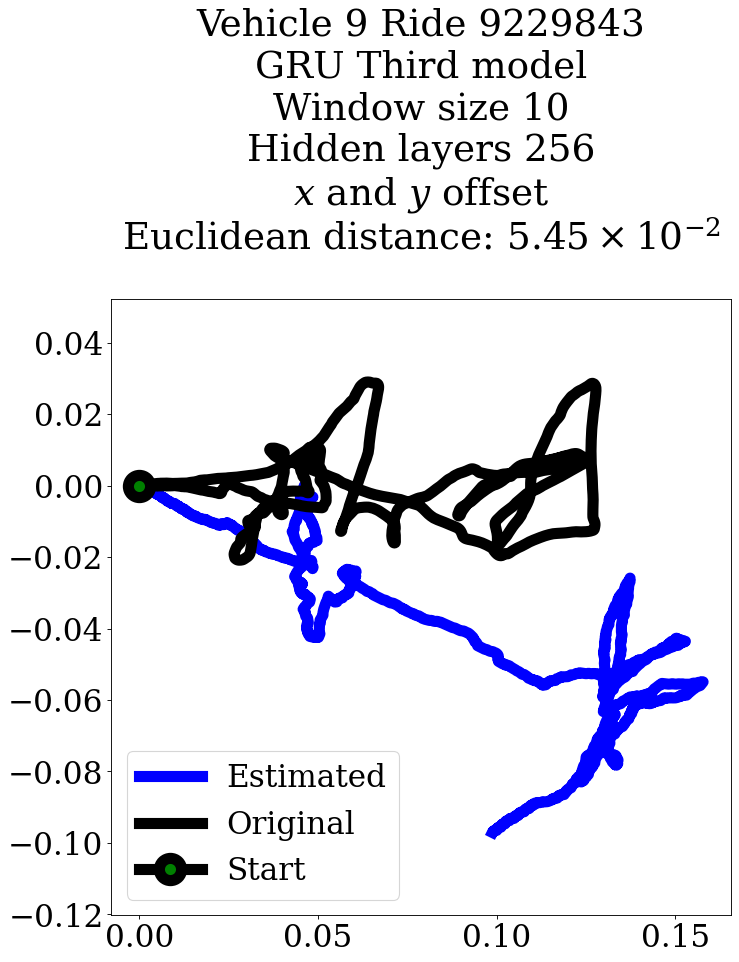 Vehicle 9 Ride 9229843
GRU Third model
Window size 10
Hidden layers 256
x and y offset
Euclidean distance: 5.45 × 10⁻²
0.04
0.02
0.00
−0.02
−0.04
−0.06
−0.08
−0.10
−0.12
Estimated
Original
Start
0.00 0.05 0.10 0.15